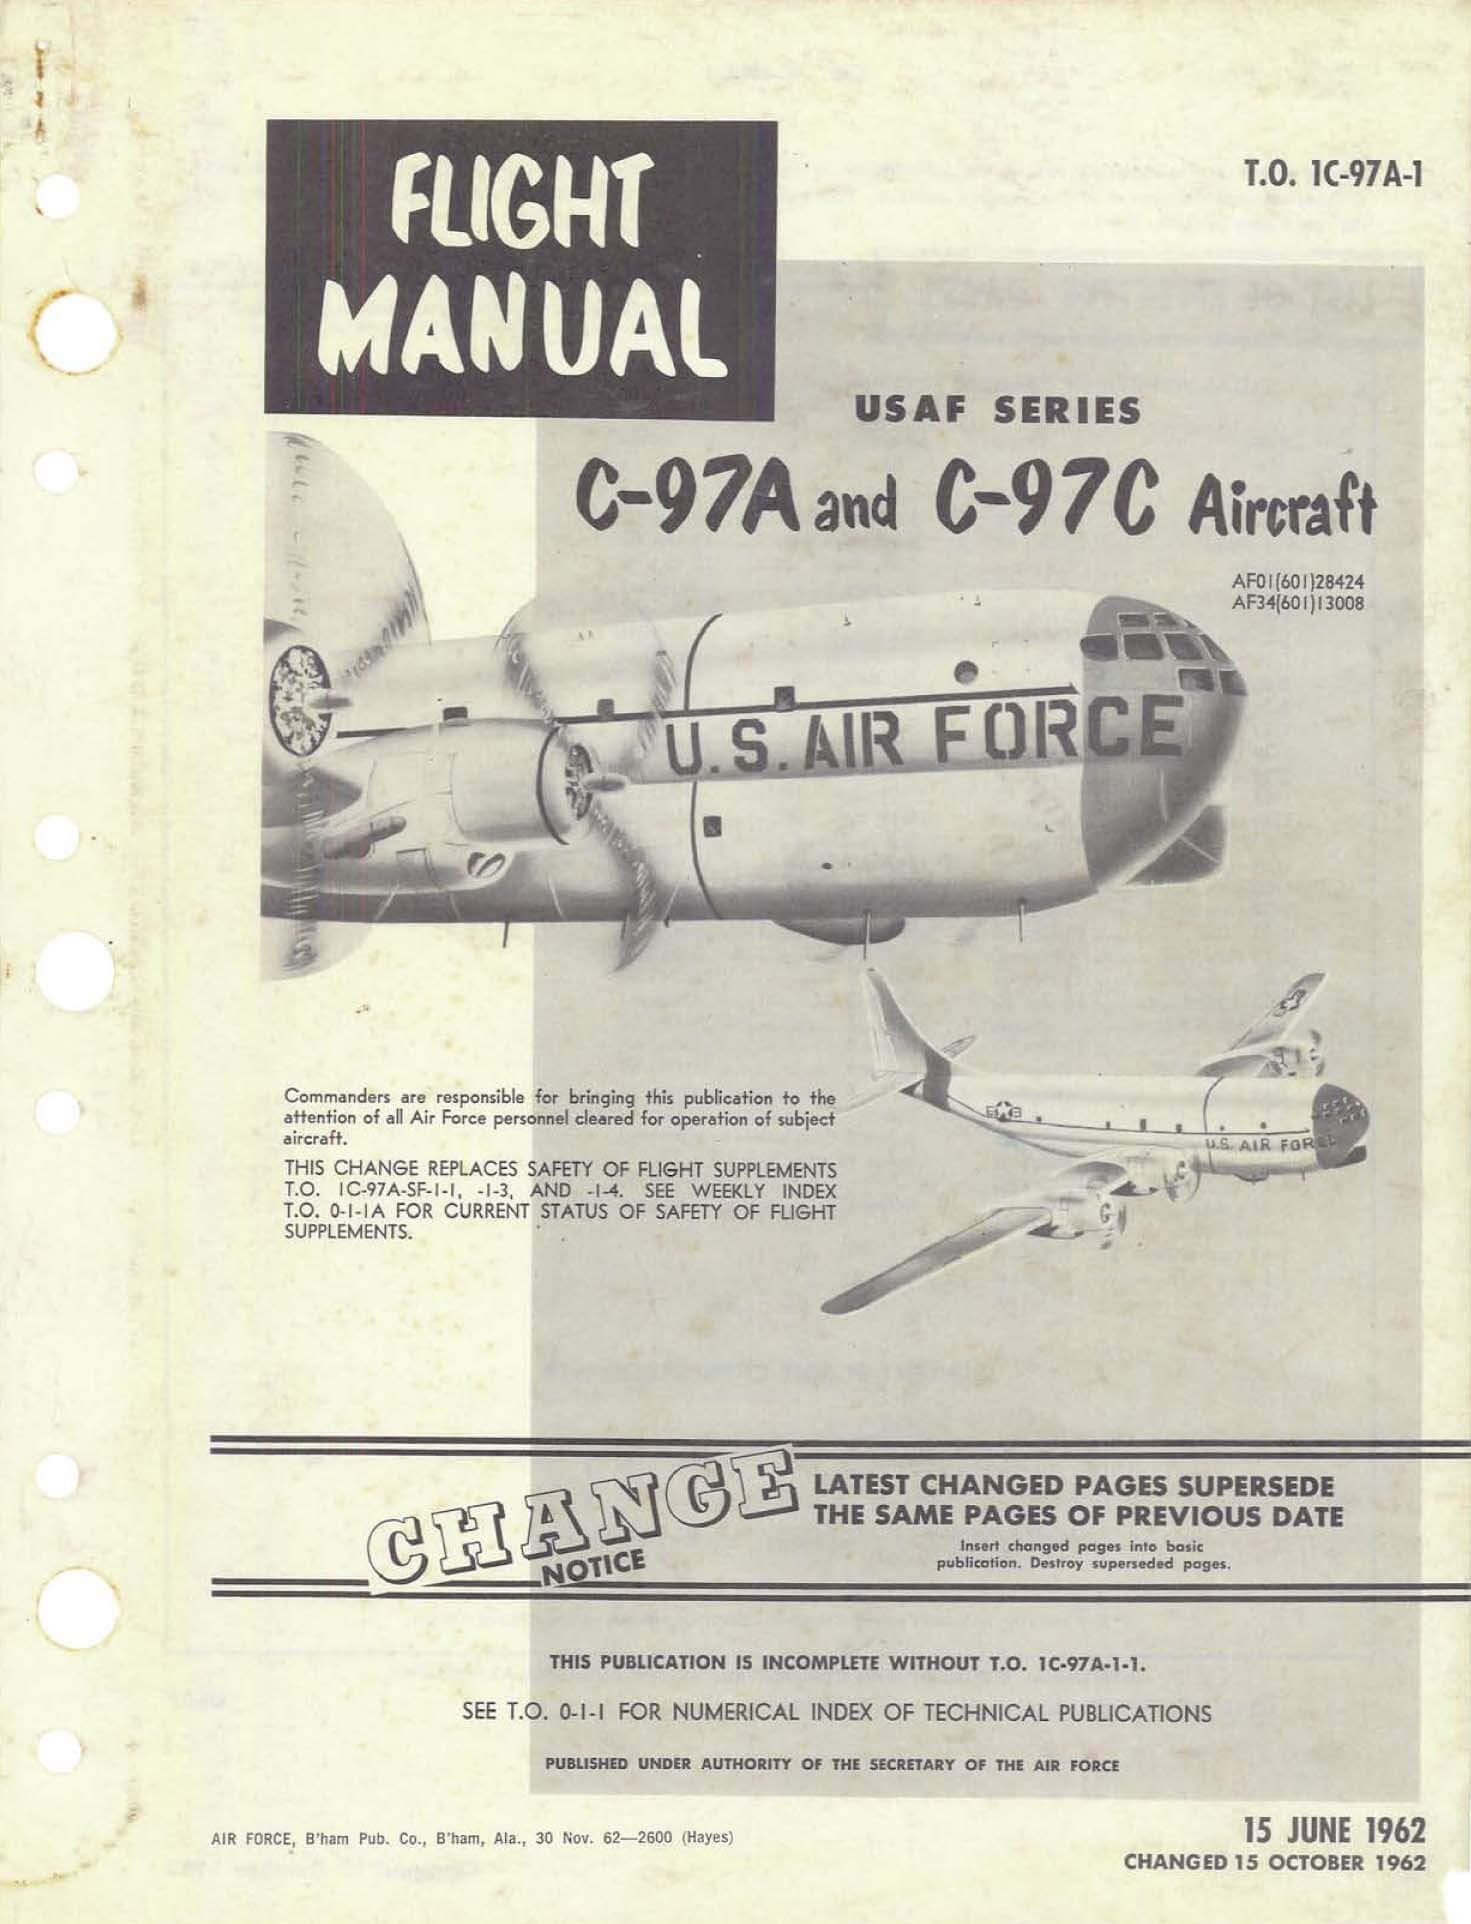 FLIGHT
MANUAL
T.O. 1C-97A-1
USAF SERIES
C-97A and C-97C Aircraft
AF01(601)28424
AF34(601)13008
U.S. AIR FORCE
Commanders are responsible for bringing this publication to the
attention of all Air Force personnel cleared for operation of subject
aircraft.
THIS CHANGE REPLACES SAFETY OF FLIGHT SUPPLEMENTS
T.O. 1C-97A-SF-1-1, -1-3, AND -1-4. SEE WEEKLY INDEX
T.O. 0-1-1A FOR CURRENT STATUS OF SAFETY OF FLIGHT
SUPPLEMENTS.
U.S. AIR FORCE
CHANGE
NOTICE
LATEST CHANGED PAGES SUPERSEDE
THE SAME PAGES OF PREVIOUS DATE
Insert changed pages into basic
publication. Destroy superseded pages.
THIS PUBLICATION IS INCOMPLETE WITHOUT T.O. 1C-97A-1-1.
SEE T.O. 0-1-1 FOR NUMERICAL INDEX OF TECHNICAL PUBLICATIONS
PUBLISHED UNDER AUTHORITY OF THE SECRETARY OF THE AIR FORCE
AIR FORCE, B'ham Pub. Co., B'ham, Ala., 30 Nov. 62—2600 (Hayes)
15 JUNE 1962
CHANGED 15 OCTOBER 1962